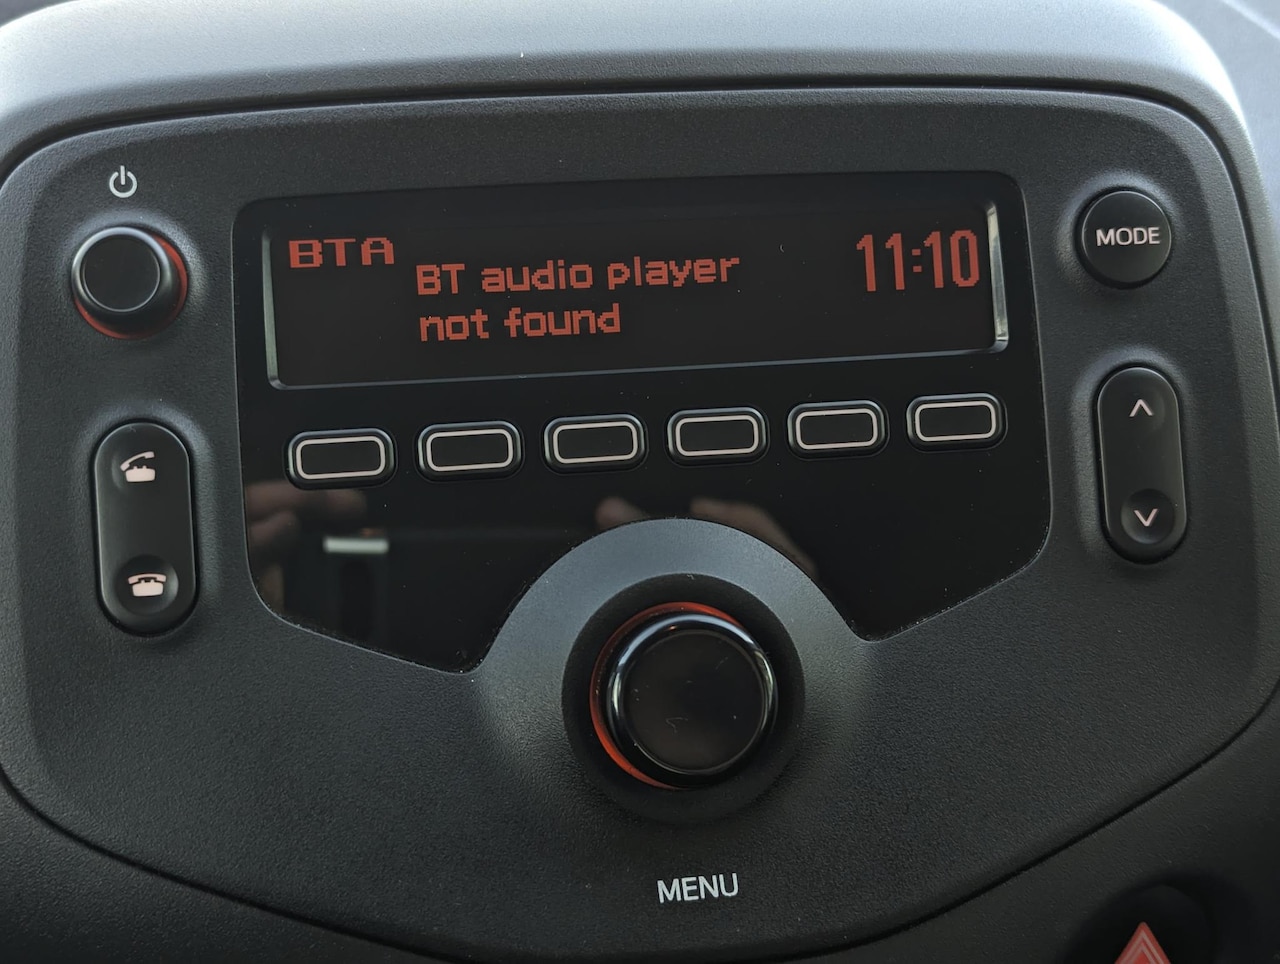 BTA
BT audio player
not found
11:10
MODE
MENU